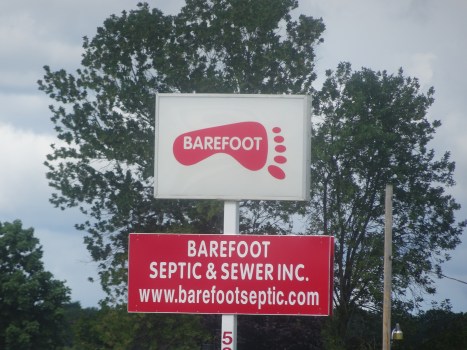 BAREFOOT
BAREFOOT
SEPTIC & SEWER INC.
www.barefootseptic.com
5